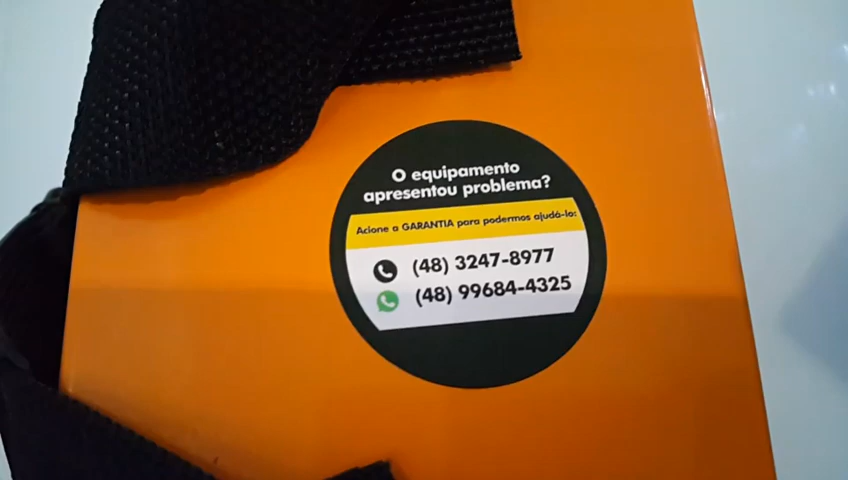 O equipamento
apresentou problema?
Acione a GARANTIA para podermos ajudá-lo:
(48) 3247-8977
(48) 99684-4325